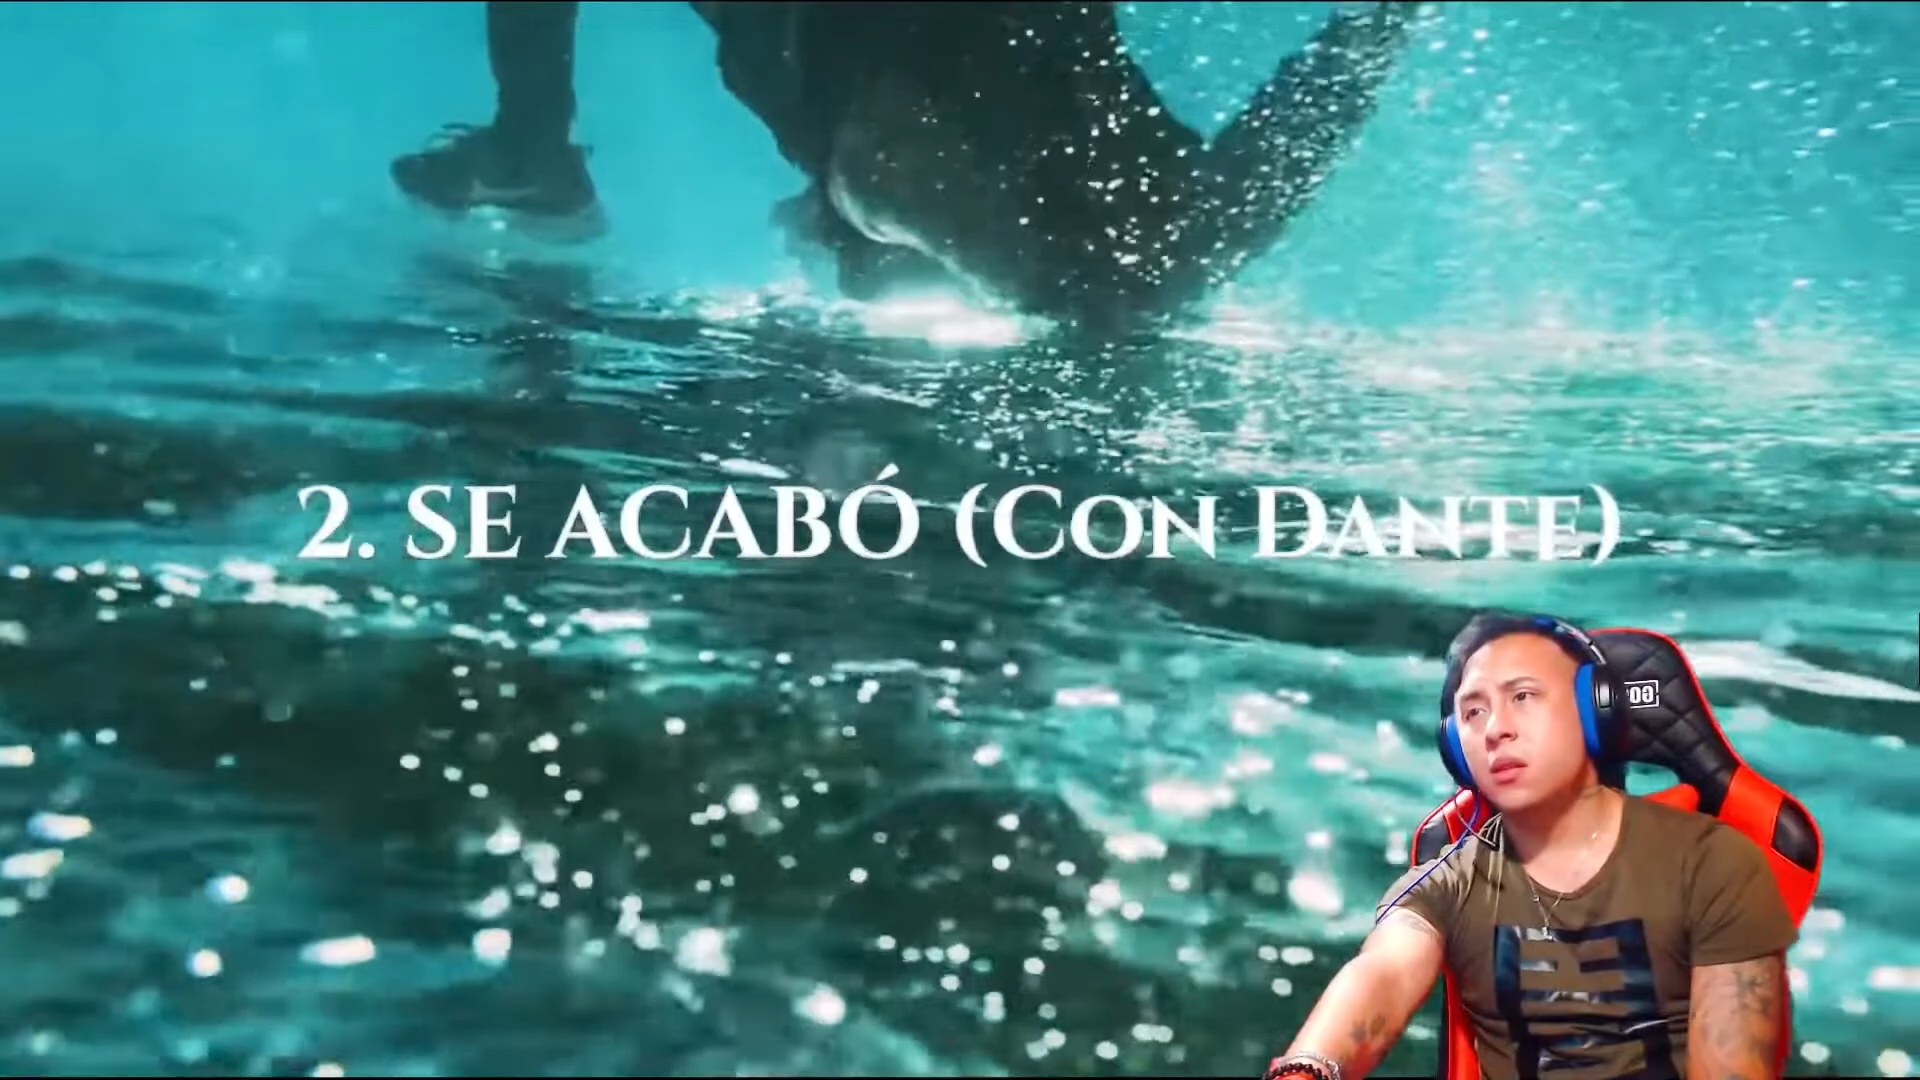 2. SE ACABÓ (CON DANTE)